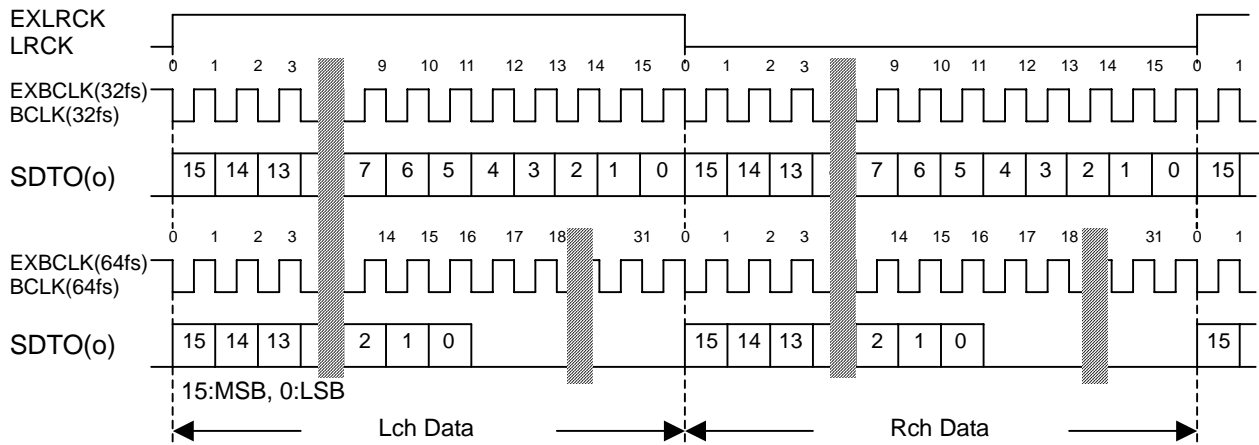 EXLRCK
LRCK
0 1 2 3 9 10 11 12 13 14 15 0 1 2 3 9 10 11 12 13 14 15 0 1
EXBCLK(32fs)
BCLK(32fs)
SDTO(o) 15 14 13 7 6 5 4 3 2 1 0 15 14 13 7 6 5 4 3 2 1 0 15
0 1 2 3 14 15 16 17 18 31 0 1 2 3 14 15 16 17 18 31 0 1
EXBCLK(64fs)
BCLK(64fs)
SDTO(o) 15 14 13 2 1 0 15 14 13 2 1 0 15
15:MSB, 0:LSB
Lch Data Rch Data